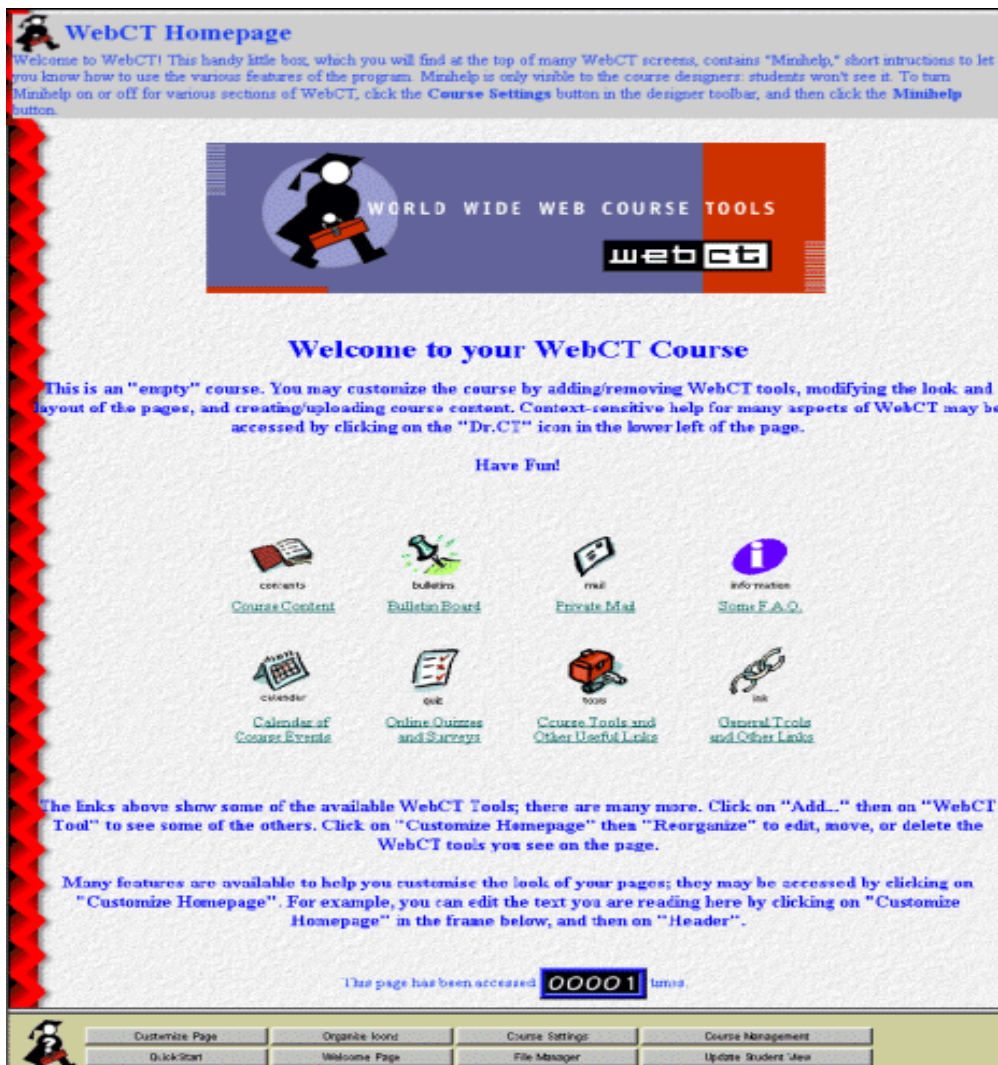 WebCT Homepage
Welcome to WebCT! This handy little box, which you will find at the top of many WebCT screens, contains "Minihelp," short intructions to let
you know how to use the various features of the program. Minihelp is only visible to the course designers: students won't see it. To turn
Minihelp on or off for various sections of WebCT, click the Course Settings button in the designer toolbar, and then click the Minihelp
button.
WORLD WIDE WEB COURSE TOOLS
webct
Welcome to your WebCT Course
This is an "empty" course. You may customize the course by adding/removing WebCT tools, modifying the look and
layout of the pages, and creating/uploading course content. Context-sensitive help for many aspects of WebCT may be
accessed by clicking on the "Dr.CT" icon in the lower left of the page.
Have Fun!
contents bulletins mail information
Course Content Bulletin Board Private Mail Some F.A.Q.
calendar quiz tools link
Calendar of Online Quizzes Course Tools and General Tools
Course Events and Surveys Other Useful Links and Other Links
The links above show some of the available WebCT Tools; there are many more. Click on "Add..." then on "WebCT
Tool" to see some of the others. Click on "Customize Homepage" then "Reorganize" to edit, move, or delete the
WebCT tools you see on the page.
Many features are available to help you customise the look of your pages; they may be accessed by clicking on
"Customize Homepage". For example, you can edit the text you are reading here by clicking on "Customize
Homepage" in the frame below, and then on "Header".
This page has been accessed 00001 times.
Customize Page Organize Icons Course Settings Course Management
QuickStart Welcome Page File Manager Update Student View